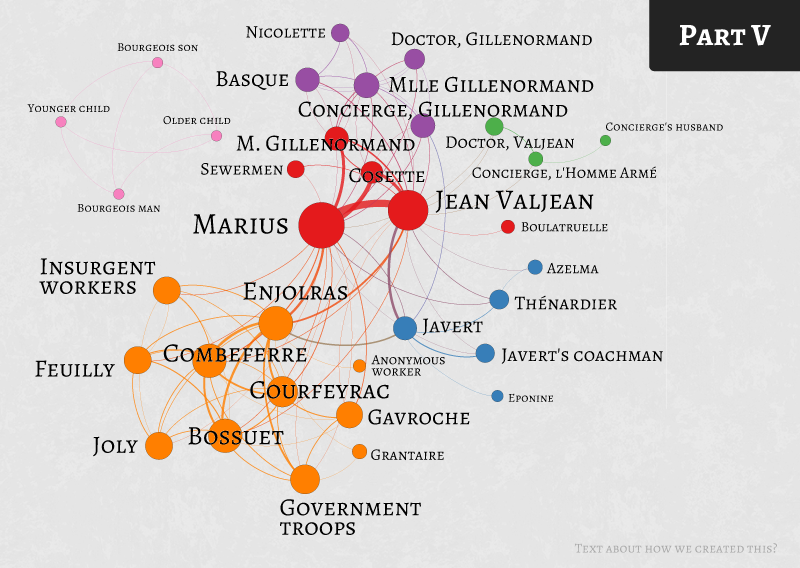 Part V
Nicolette
Doctor, Gillenormand
Bourgeois son
Basque
Mlle Gillenormand
Younger child
Concierge, Gillenormand
Older child
Concierge's husband
M. Gillenormand
Doctor, Valjean
Sewermen
Cosette
Concierge, l'Homme Armé
Bourgeois man
Jean Valjean
Marius
Boulatruelle
Insurgent
workers
Azelma
Enjolras
Thénardier
Javert
Combeferre
Javert's coachman
Feuilly
Anonymous
worker
Courfeyrac
Eponine
Gavroche
Joly
Bossuet
Grantaire
Government
troops
Text about how we created this?